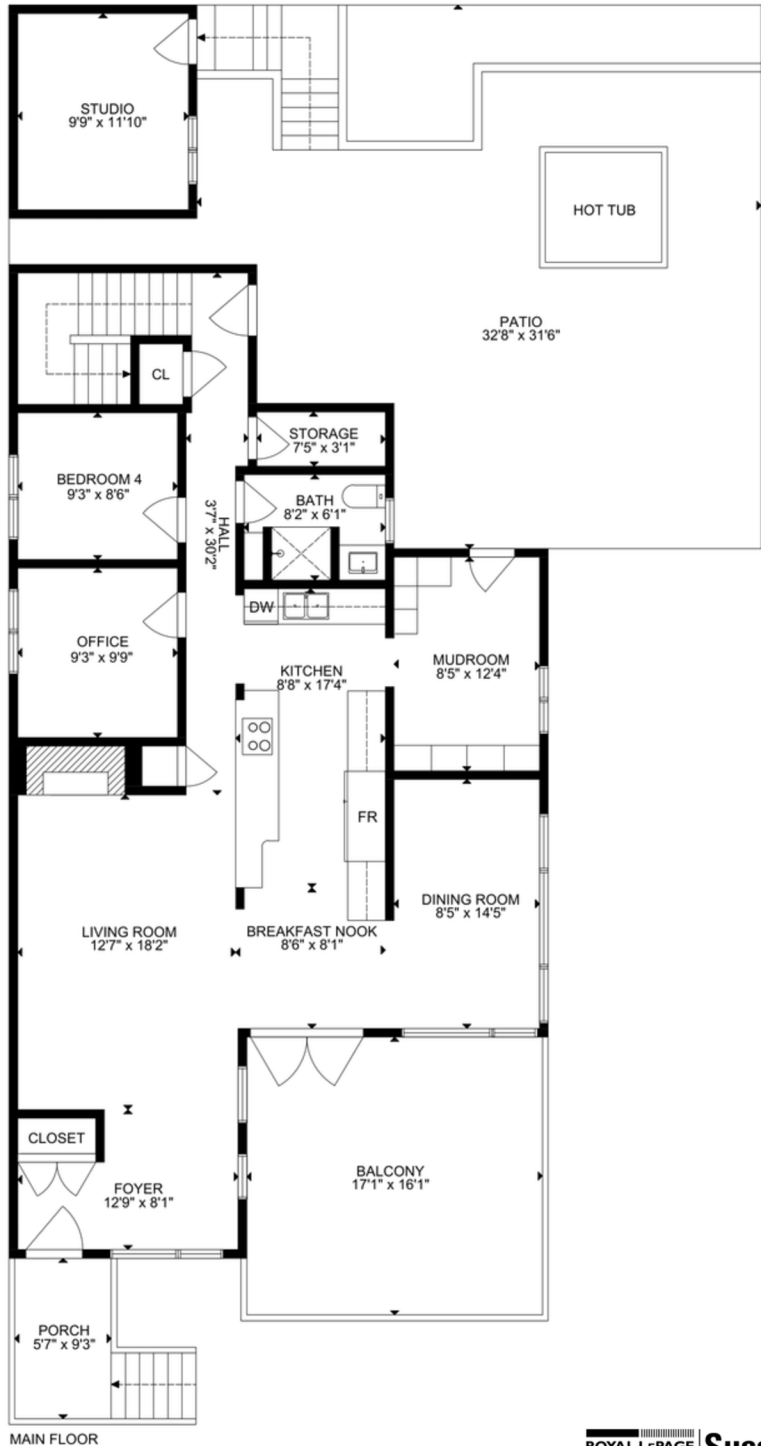 STUDIO
9'9" x 11'10"
HOT TUB
PATIO
32'8" x 31'6"
CL
STORAGE
7'5" x 3'1"
BEDROOM 4
9'3" x 8'6"
BATH
8'2" x 6'1"
HALL
3'7" x 30'2"
DW
OFFICE
9'3" x 9'9"
KITCHEN
8'8" x 17'4"
MUDROOM
8'5" x 12'4"
FR
DINING ROOM
8'5" x 14'5"
LIVING ROOM
12'7" x 18'2"
BREAKFAST NOOK
8'6" x 8'1"
CLOSET
BALCONY
17'1" x 16'1"
FOYER
12'9" x 8'1"
PORCH
5'7" x 9'3"
MAIN FLOOR